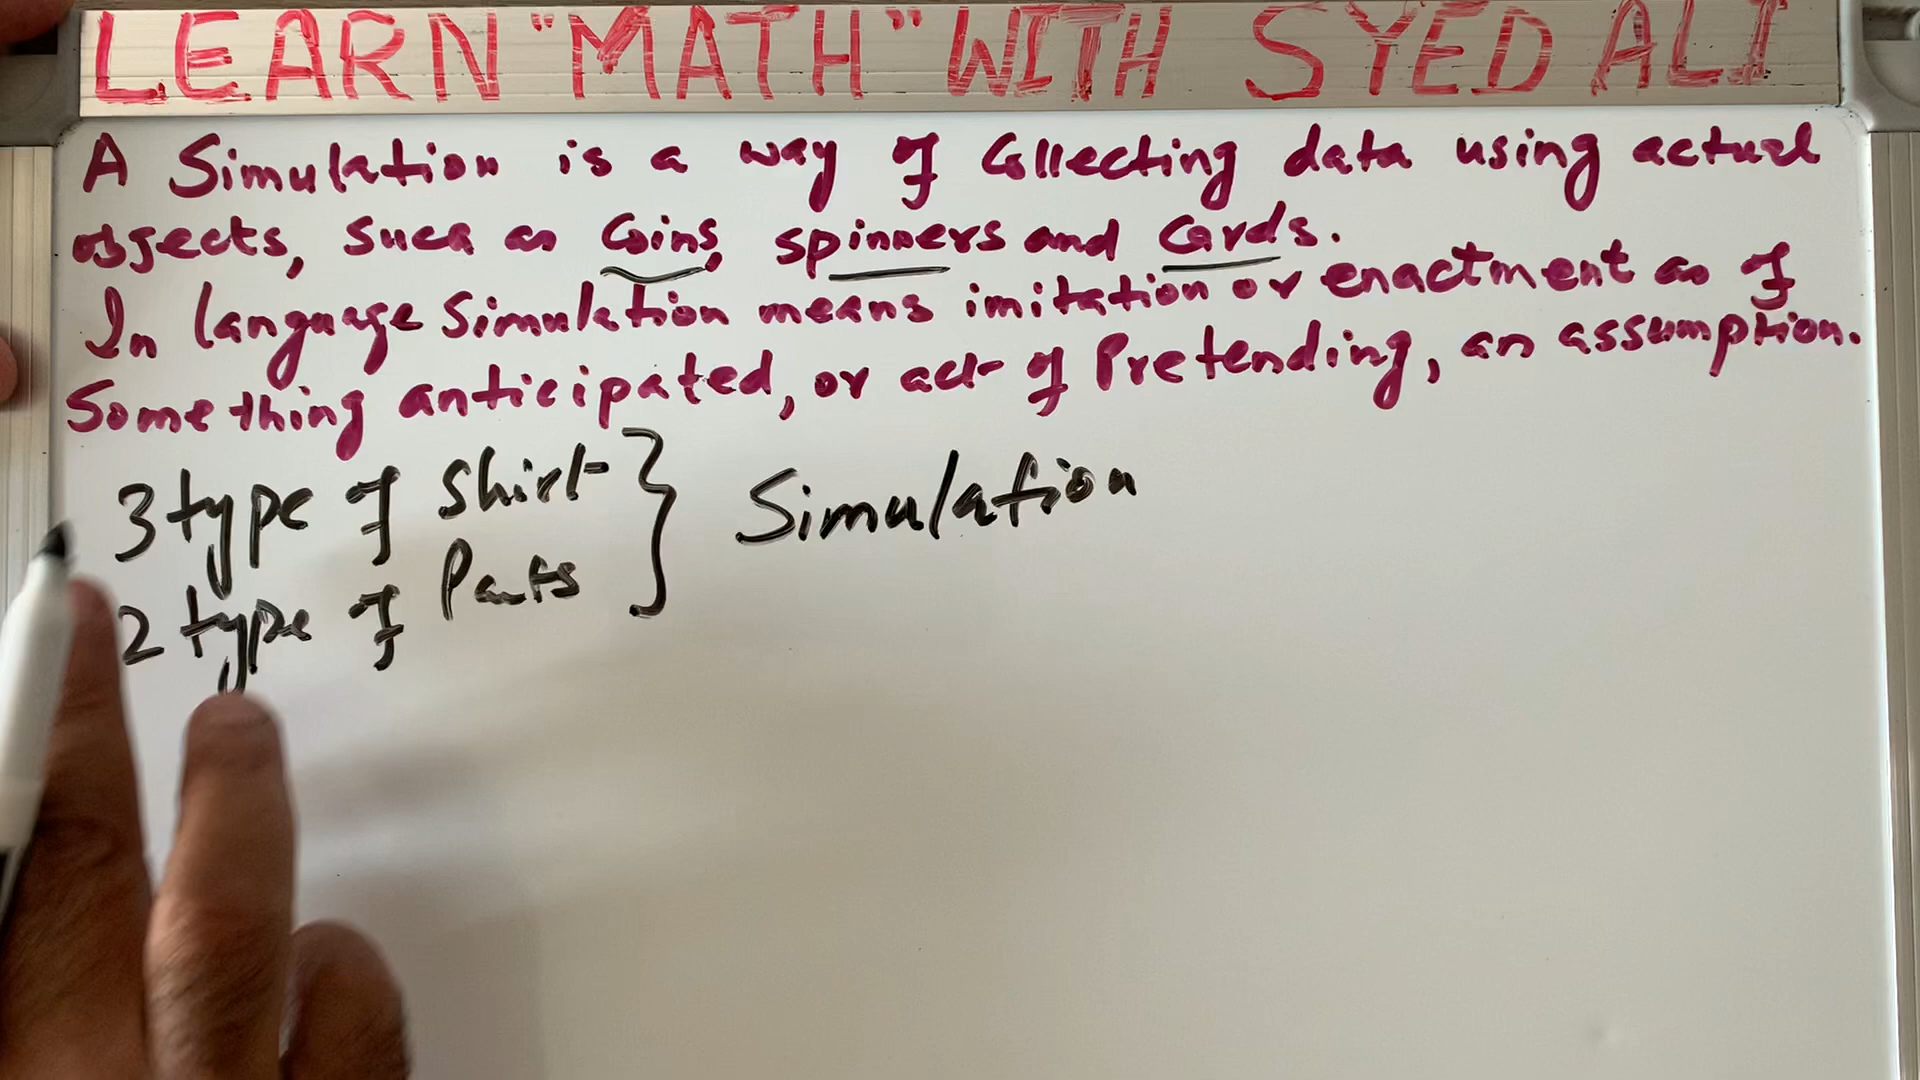 LEARN "MATH" WITH SYED ALI
A Simulation is a way of Collecting data using actual
objects, such as Coins, spinners and Cards.
In language Simulation means imitation or enactment as of
Something anticipated, or act of Pretending, an assumption.
3 type of Shirt } Simulation
2 type of Pants